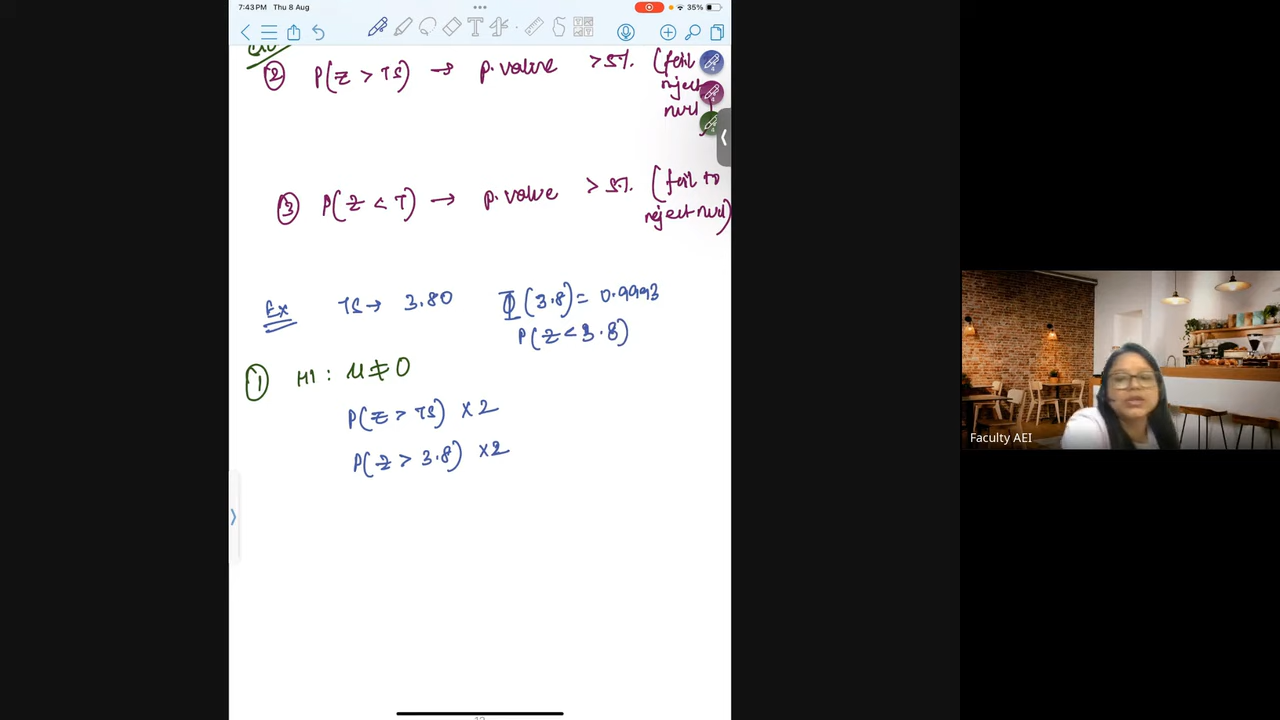 7:43 PM Thu 8 Aug
35%
② P(Z > TS) → p.value > 5%. (fail
reject
null
③ P(Z < T) → p.value > 5%. (fail to
reject null)
Ex TS → 3.80 Φ(3.8) = 0.9993
P(Z < 3.8)
① H1 : μ ≠ 0
P(Z > TS) × 2
P(Z > 3.8) × 2
Faculty AEI